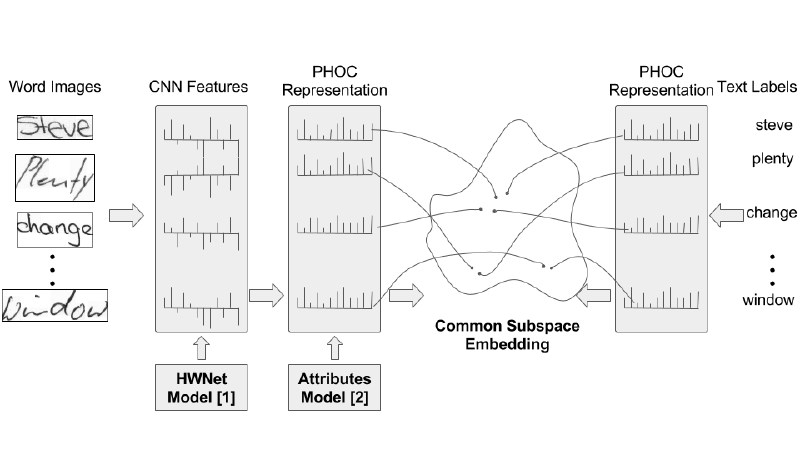 Word Images
CNN Features
PHOC
Representation
PHOC
Representation
Text Labels
Steve
Plenty
change
window
steve
plenty
change
window
Common Subspace
Embedding
HWNet
Model [1]
Attributes
Model [2]